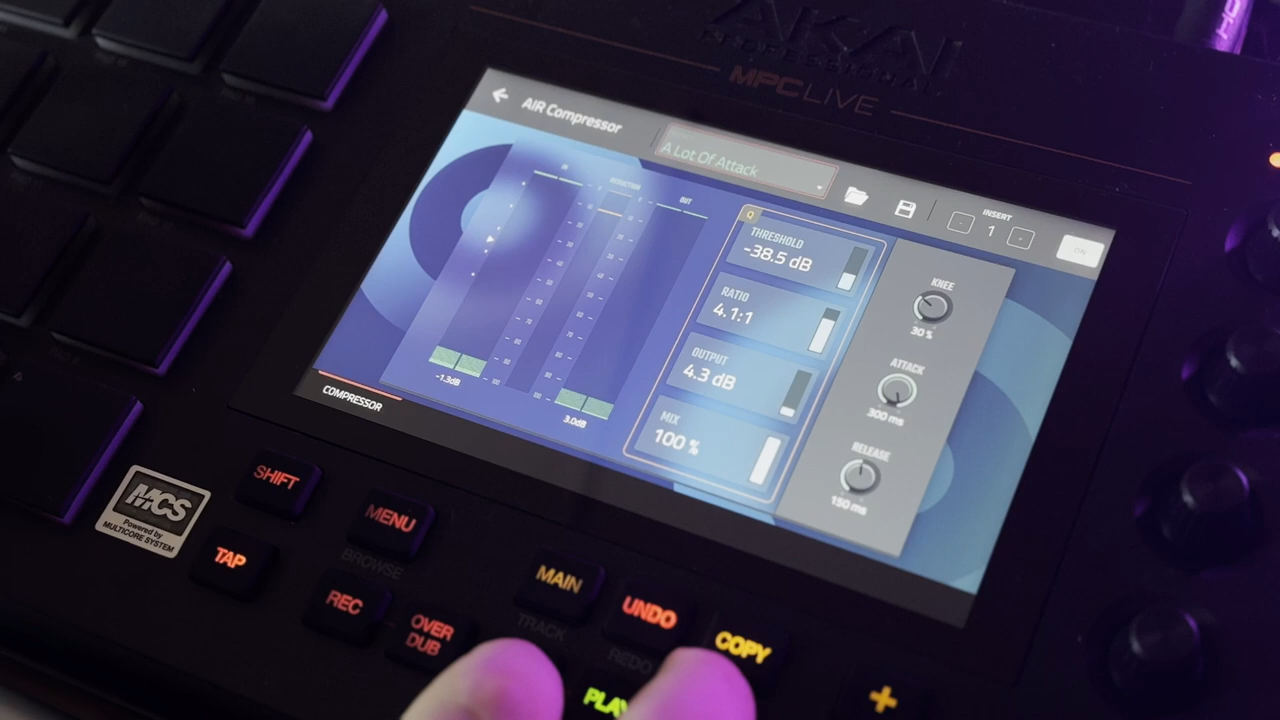 AKAI
PROFESSIONAL
MPC LIVE
AIR Compressor
A Lot Of Attack
INSERT
1
ON
IN
REDUCTION
OUT
Q
THRESHOLD
-38.5 dB
RATIO
4.1:1
OUTPUT
4.3 dB
MIX
100 %
KNEE
30 %
ATTACK
300 ms
RELEASE
150 ms
-1.3dB
3.0dB
COMPRESSOR
MCS
Powered by
MULTICORE SYSTEM
SHIFT
MENU
BROWSE
TAP
REC
OVER
DUB
MAIN
TRACK
UNDO
REDO
COPY
PLAY
+